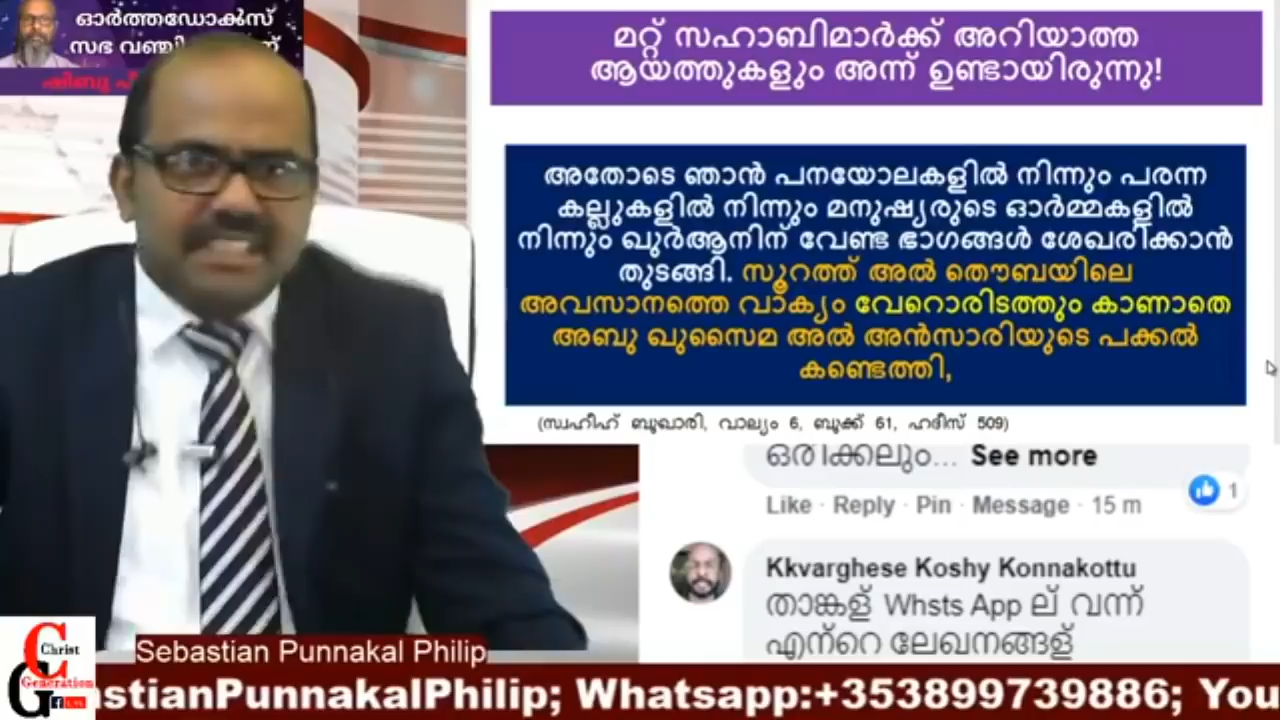 ഓർത്തഡോക്സ്
സഭ
മറ്റ് സഹാബിമാർക്ക് അറിയാത്ത
ആയത്തുകളും അന്ന് ഉണ്ടായിരുന്നു!
അതോടെ ഞാൻ പനയോലകളിൽ നിന്നും പരന്ന
കല്ലുകളിൽ നിന്നും മനുഷ്യരുടെ ഓർമ്മകളിൽ
നിന്നും ഖുർആനിന് വേണ്ട ഭാഗങ്ങൾ ശേഖരിക്കാൻ
തുടങ്ങി. സൂറത്ത് അൽ തൌബയിലെ
അവസാനത്തെ വാക്യം വേറൊരിടത്തും കാണാതെ
അബു ഖുസൈമ അൽ അൻസാരിയുടെ പക്കൽ
കണ്ടെത്തി,
(സ്വഹീഹ് ബുഖാരി, വാല്യം 6, ബുക്ക് 61, ഹദീസ് 509)
ഒരിക്കലും... See more
Like · Reply · Pin · Message · 15 m
1
Kkvarghese Koshy Konnakottu
താങ്കള് Whsts App ല് വന്ന്
എന്റെ ലേഖനങ്ങള്
Christ
Generation
Sebastian Punnakal Philip
astianPunnakalPhilip; Whatsapp:+353899739886; You